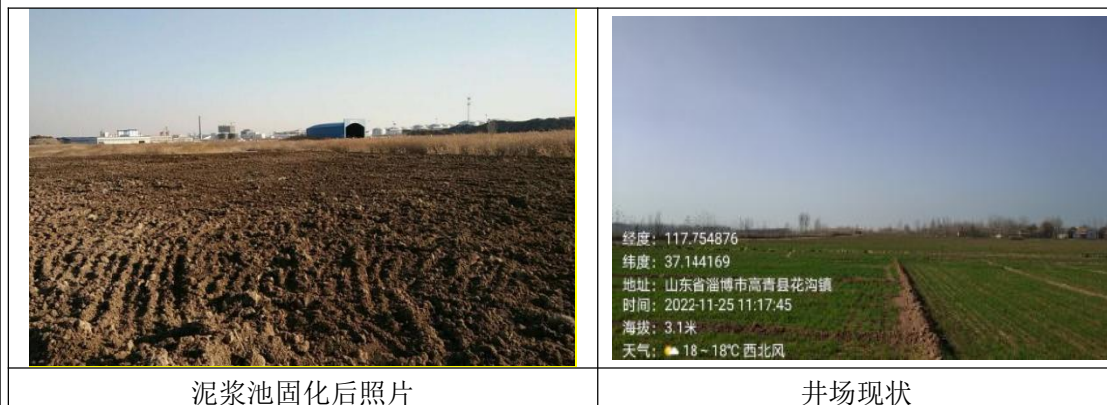 经度：117.754876
纬度：37.144169
地址：山东省淄博市高青县花沟镇
时间：2022-11-25 11:17:45
海拔：3.1米
天气： 18 ~ 18℃ 西北风
泥浆池固化后照片
井场现状